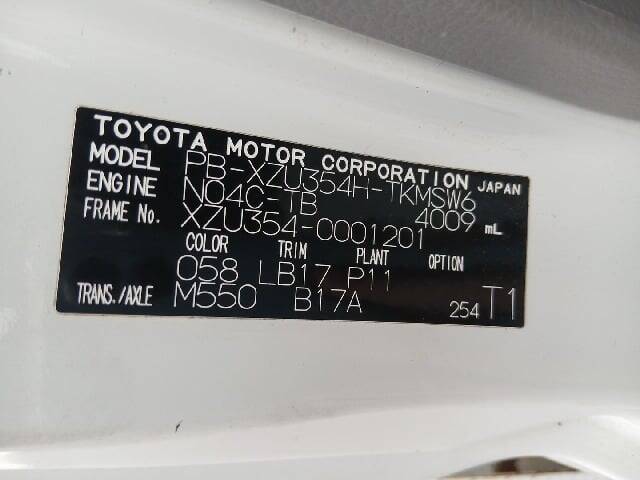 TOYOTA MOTOR CORPORATION JAPAN
MODEL PB-XZU354H-TKMSW6
ENGINE N04C-TB 4009 mL
FRAME No. XZU354-0001201
COLOR TRIM PLANT OPTION
058 LB17 P11
TRANS./AXLE M550 B17A 254 T1